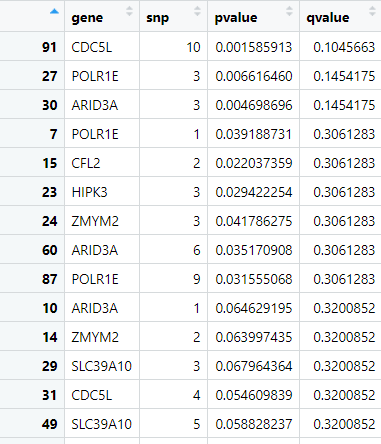 gene snp pvalue qvalue
91 CDC5L 10 0.001585913 0.1045663
27 POLR1E 3 0.006616460 0.1454175
30 ARID3A 3 0.004698696 0.1454175
7 POLR1E 1 0.039188731 0.3061283
15 CFL2 2 0.022037359 0.3061283
23 HIPK3 3 0.029422254 0.3061283
24 ZMYM2 3 0.041786275 0.3061283
60 ARID3A 6 0.035170908 0.3061283
87 POLR1E 9 0.031555068 0.3061283
10 ARID3A 1 0.064629195 0.3200852
14 ZMYM2 2 0.063997435 0.3200852
29 SLC39A10 3 0.067964364 0.3200852
31 CDC5L 4 0.054609839 0.3200852
49 SLC39A10 5 0.058828237 0.3200852